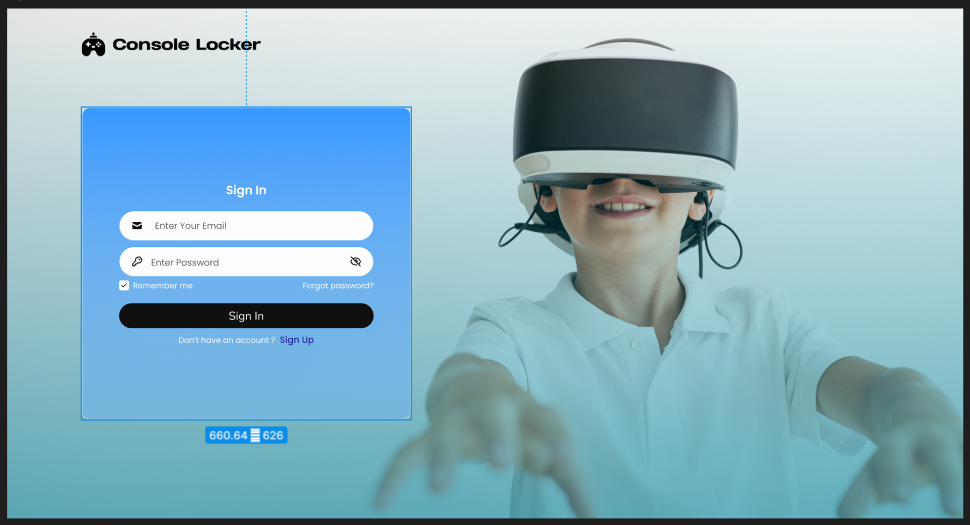 Console Locker
Sign In
Enter Your Email
Enter Password
Remember me Forgot password?
Sign In
Don't have an account ? Sign Up
660.64 626